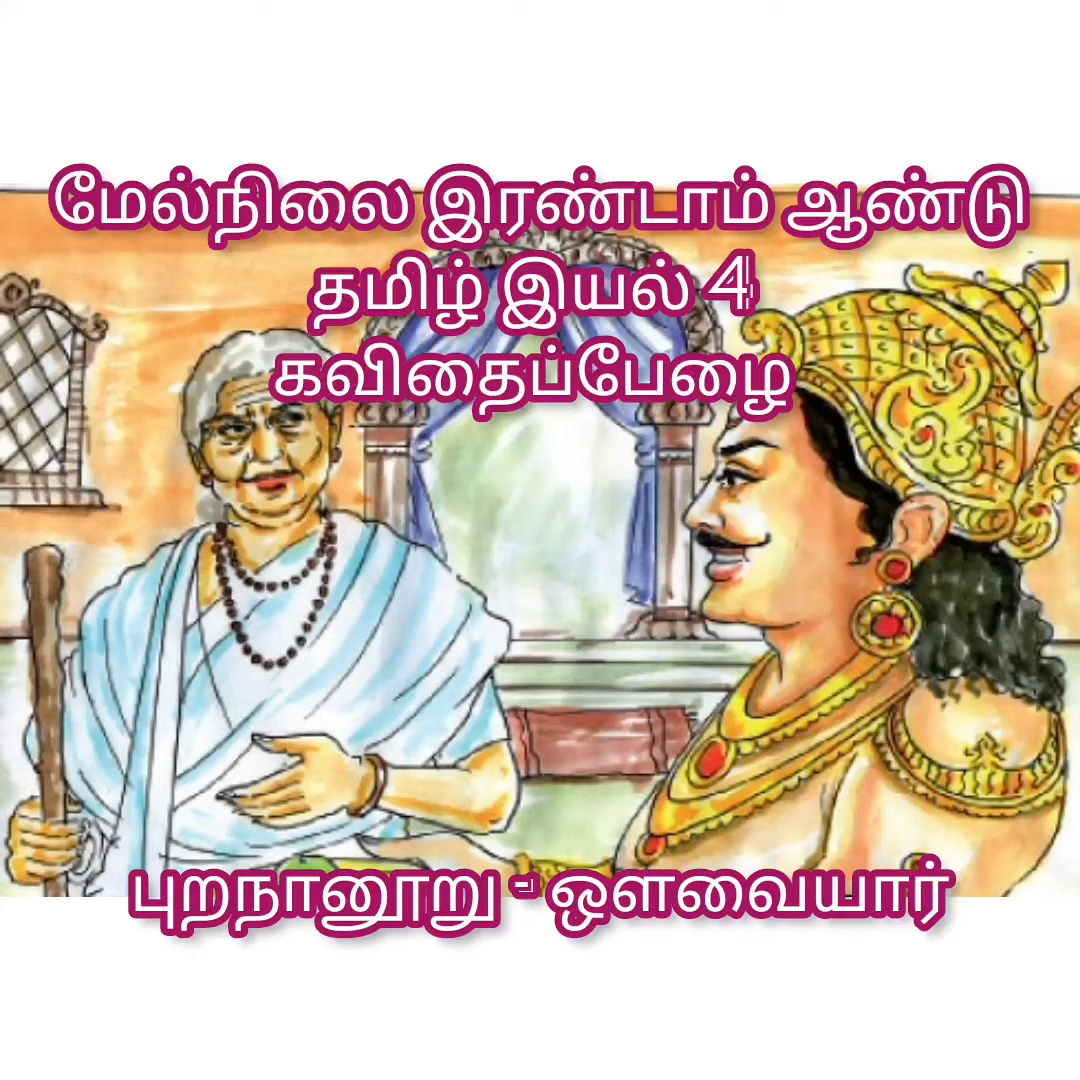 மேல்நிலை இரண்டாம் ஆண்டு
தமிழ் இயல் 4
கவிதைப்பேழை
புறநானூறு - ஔவையார்